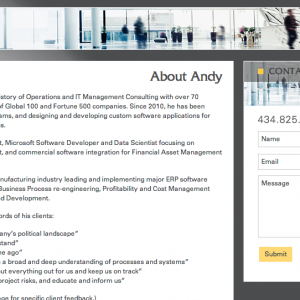 About Andy
istory of Operations and IT Management Consulting with over 70
of Global 100 and Fortune 500 companies. Since 2010, he has been
ams, and designing and developing custom software applications for
s.
t, Microsoft Software Developer and Data Scientist focusing on
t, and commercial software integration for Financial Asset Management
nufacturing industry leading and implementing major ERP software
Business Process re-engineering, Profitability and Cost Management
nd Development.
ords of his clients:
any's political landscape"
stand"
me ago"
s a broad and deep understanding of processes and systems"
out everything out for us and keep us on track"
project risks, and educate and inform us"
ge for specific client feedback.)
CONTA
434.825.
Name
Email
Message
Submit